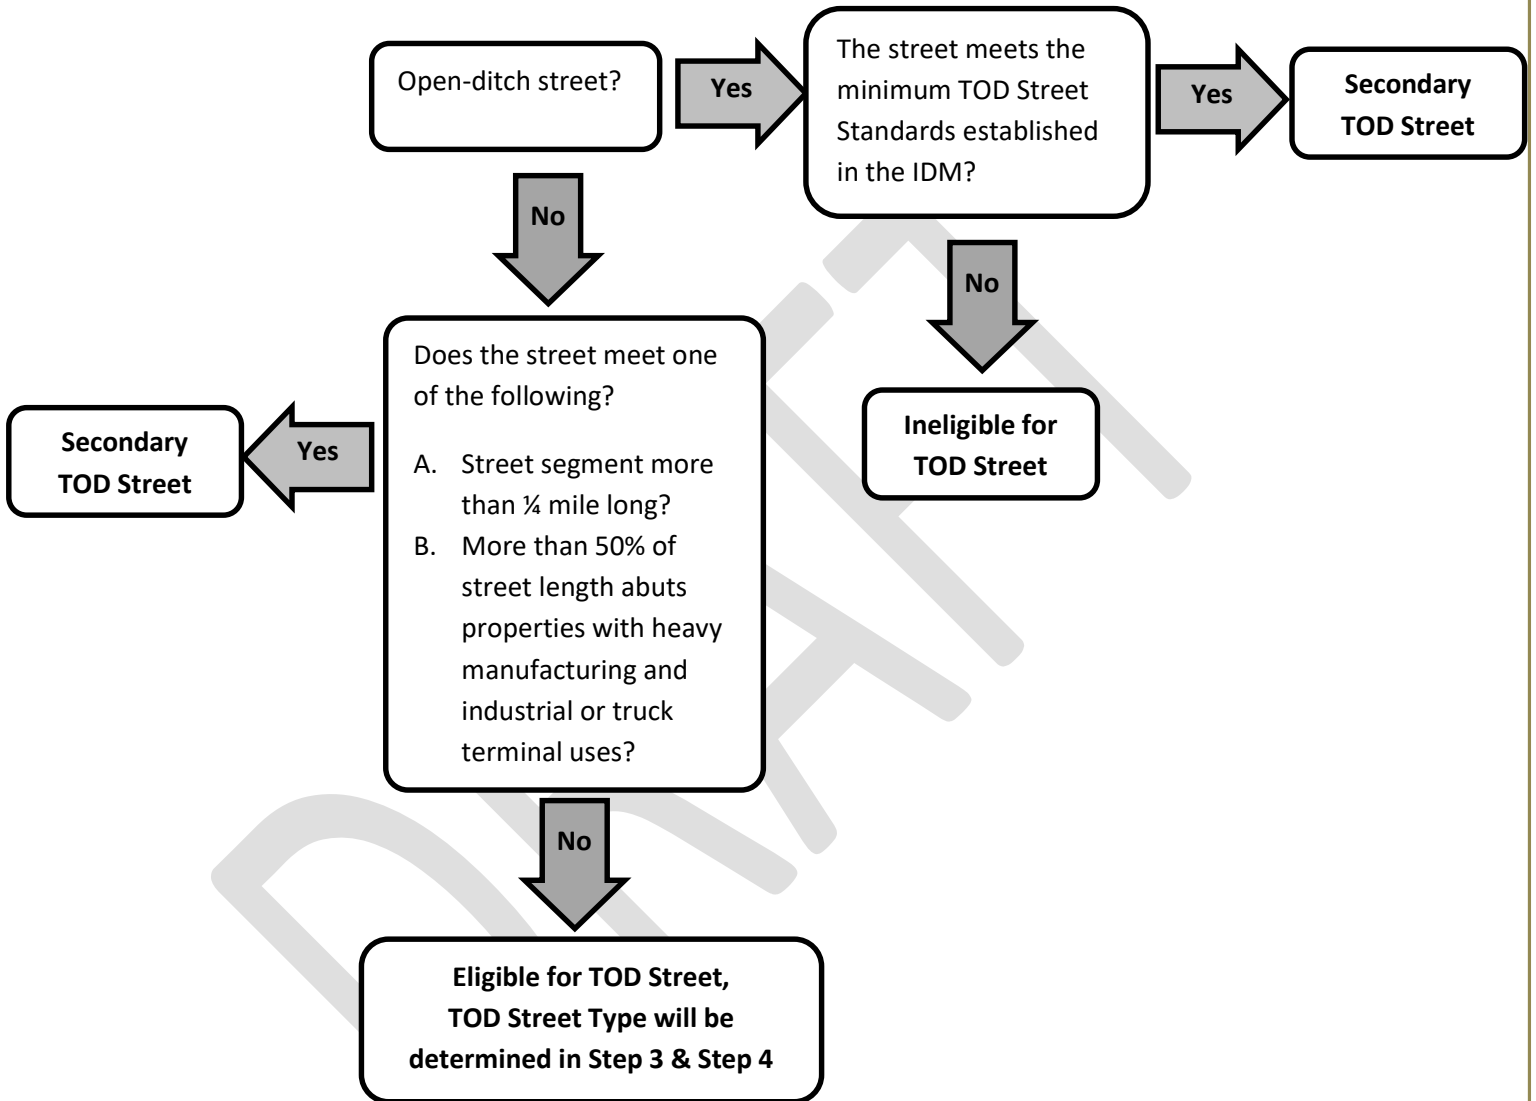 Open-ditch street?
Yes
The street meets the
minimum TOD Street
Standards established
in the IDM?
Yes
Secondary
TOD Street
No
No
Ineligible for
TOD Street
Does the street meet one
of the following?
A. Street segment more
than ¼ mile long?
B. More than 50% of
street length abuts
properties with heavy
manufacturing and
industrial or truck
terminal uses?
Yes
Secondary
TOD Street
No
Eligible for TOD Street,
TOD Street Type will be
determined in Step 3 & Step 4
DRAFT